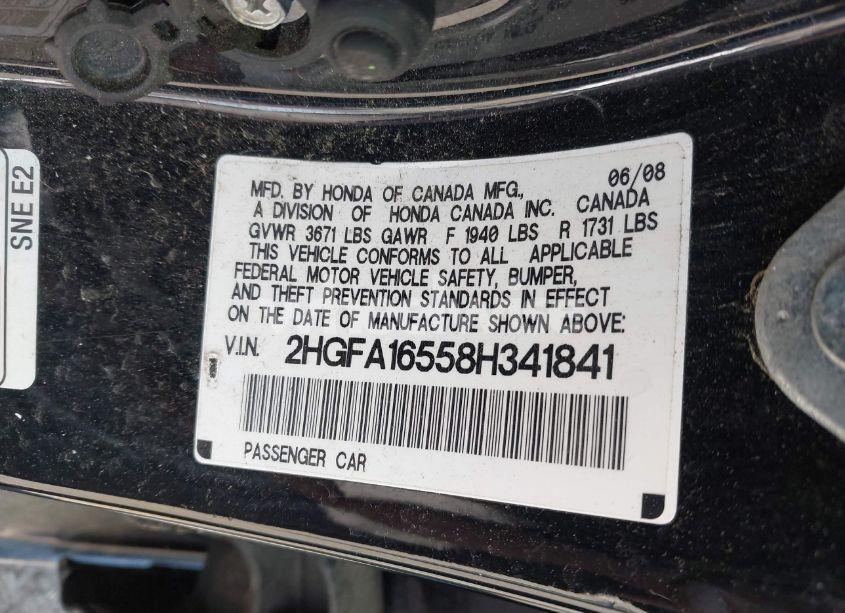 SNE E2
06/08
MFD. BY HONDA OF CANADA MFG.,
A DIVISION OF HONDA CANADA INC. CANADA
GVWR 3671 LBS GAWR F 1940 LBS R 1731 LBS
THIS VEHICLE CONFORMS TO ALL APPLICABLE
FEDERAL MOTOR VEHICLE SAFETY, BUMPER,
AND THEFT PREVENTION STANDARDS IN EFFECT
ON THE DATE OF MANUFACTURE SHOWN ABOVE:
V.I.N. 2HGFA16558H341841
PASSENGER CAR